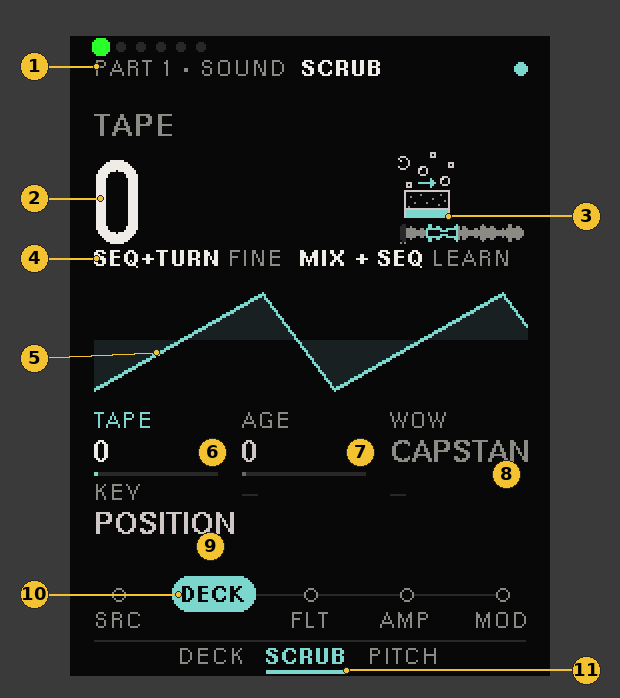 1 PART 1 · SOUND SCRUB
TAPE
2 0 3
4 SEQ+TURN FINE MIX + SEQ LEARN
5
TAPE AGE WOW
0 6 0 7 CAPSTAN
8
KEY — —
POSITION
9
10 DECK
SRC FLT AMP MOD
DECK SCRUB PITCH
11